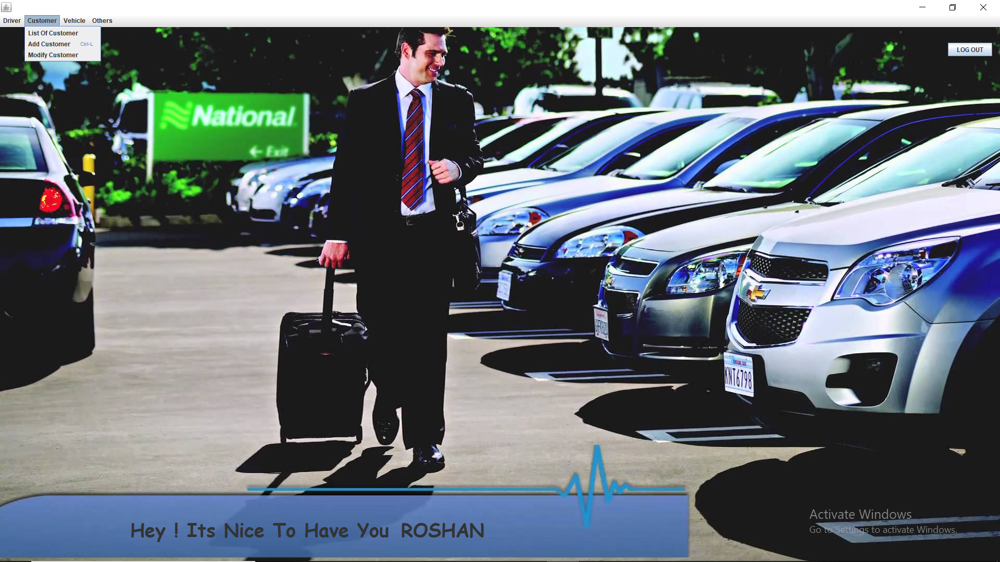 Driver Customer Vehicle Others
List Of Customer
Add Customer Ctrl-L
Modify Customer
LOG OUT
National
← Exit
KNT6798
Hey ! Its Nice To Have You ROSHAN
Activate Windows
Go to Settings to activate Windows.